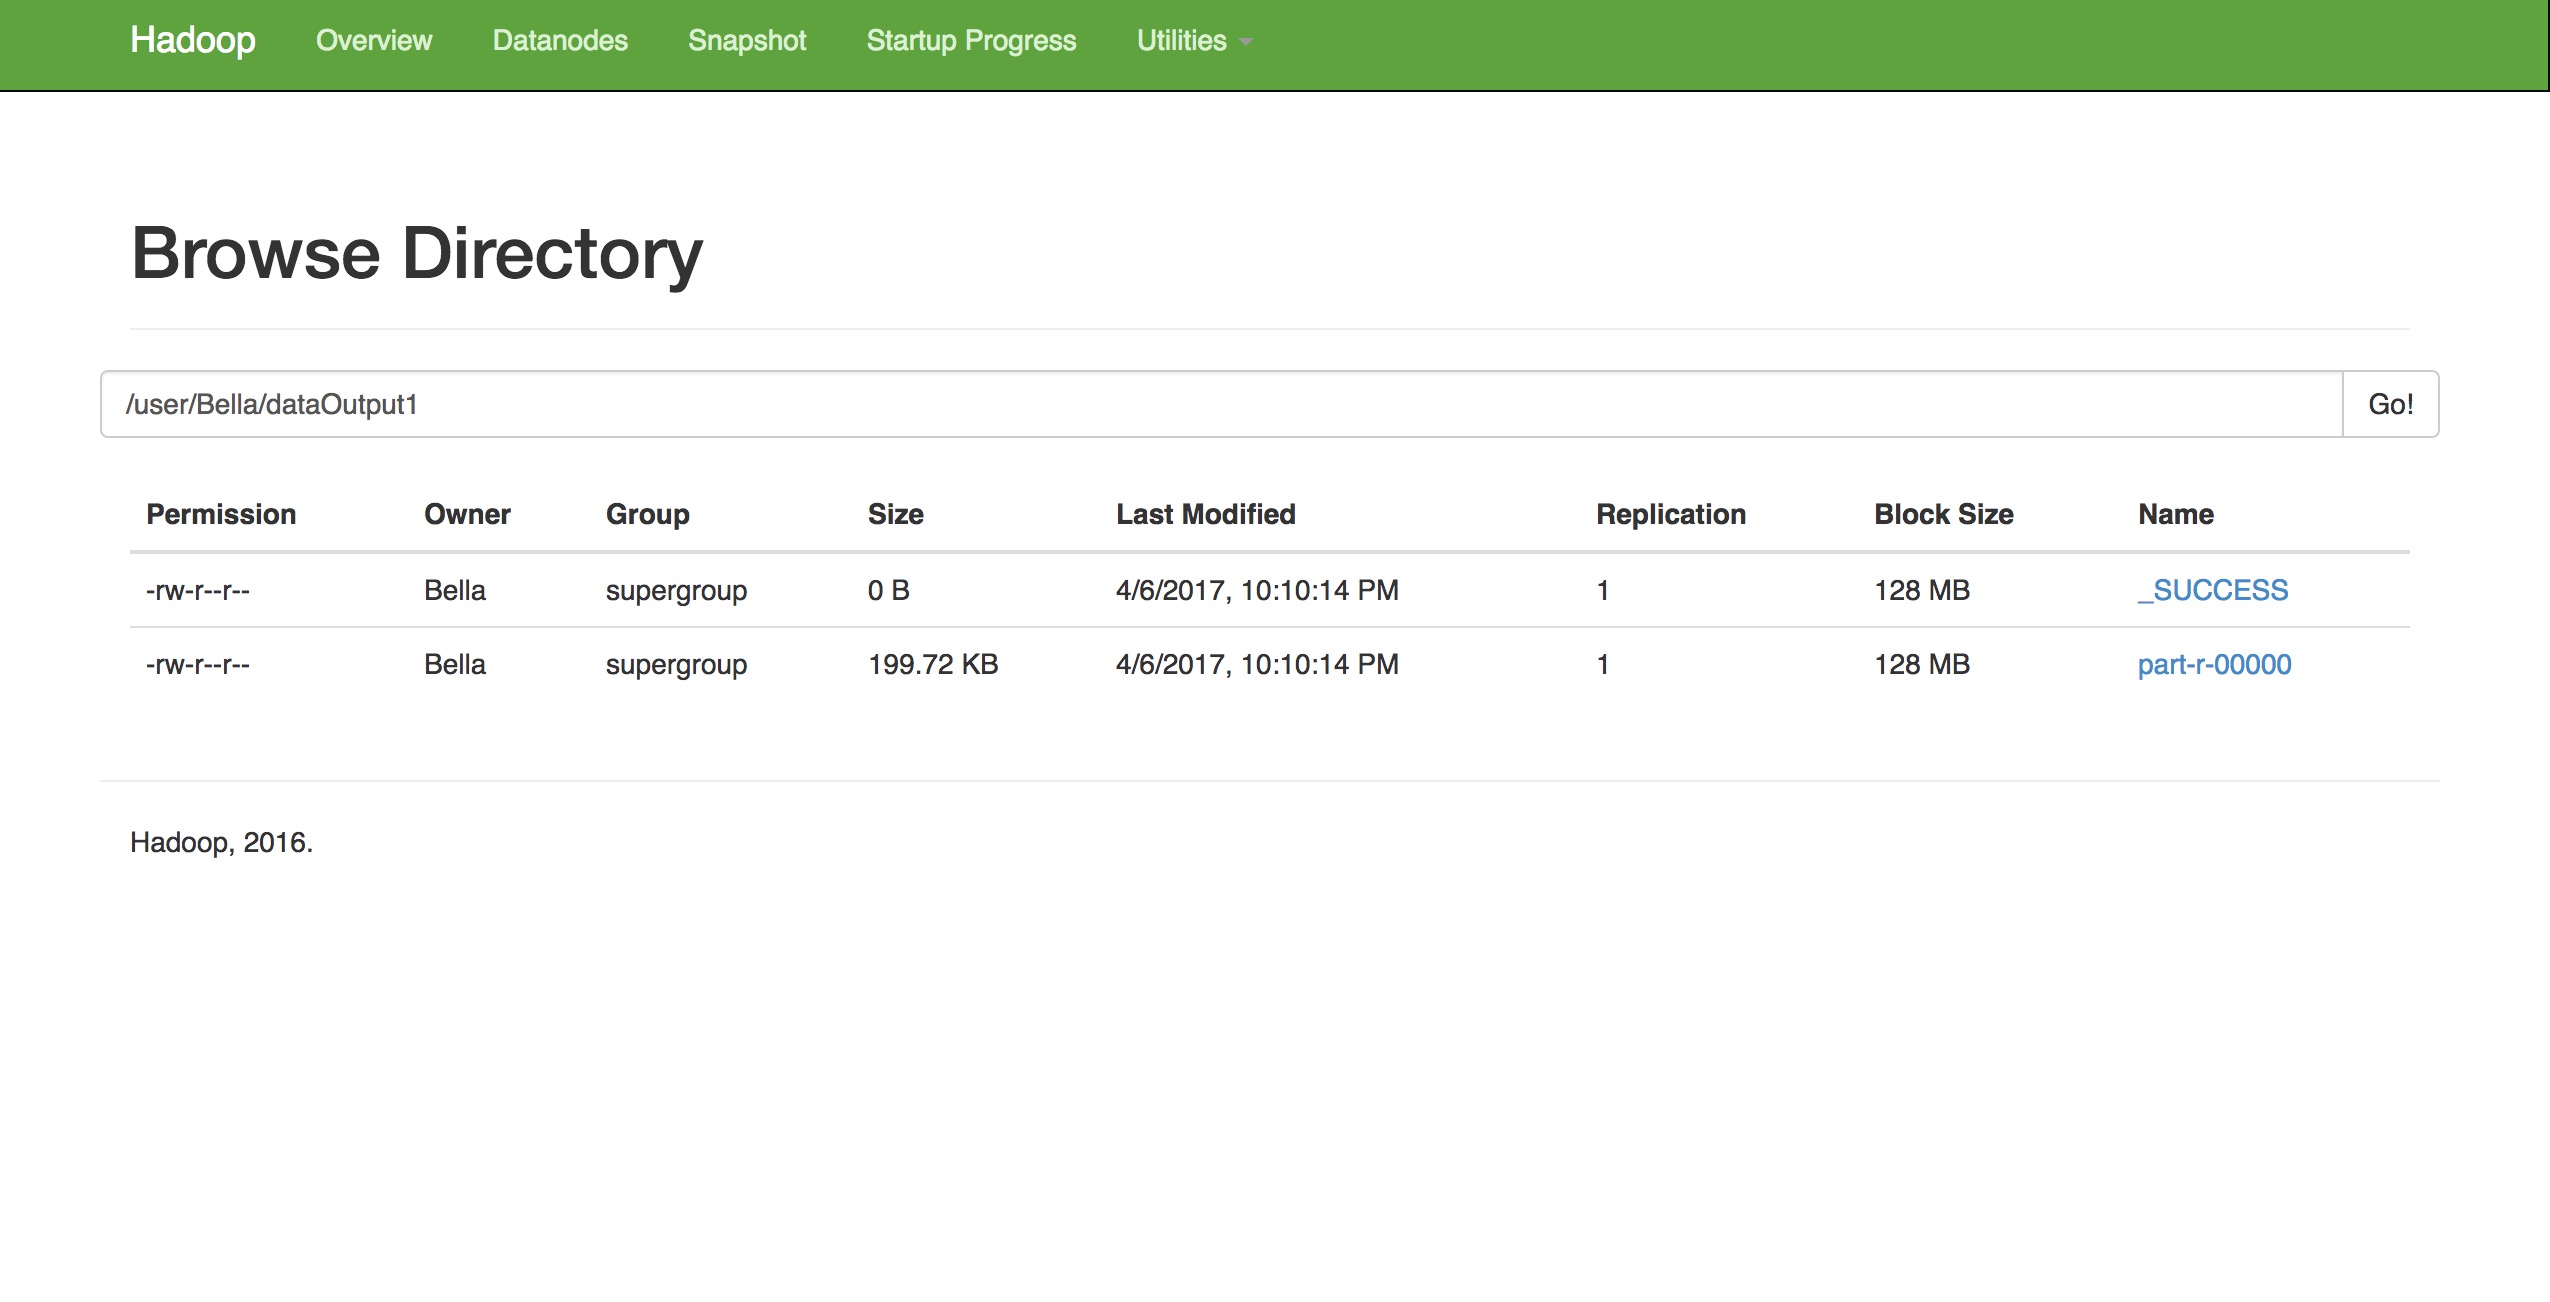 Hadoop Overview Datanodes Snapshot Startup Progress Utilities
Browse Directory
/user/Bella/dataOutput1 Go!
Permission Owner Group Size Last Modified Replication Block Size Name
-rw-r--r-- Bella supergroup 0 B 4/6/2017, 10:10:14 PM 1 128 MB _SUCCESS
-rw-r--r-- Bella supergroup 199.72 KB 4/6/2017, 10:10:14 PM 1 128 MB part-r-00000
Hadoop, 2016.